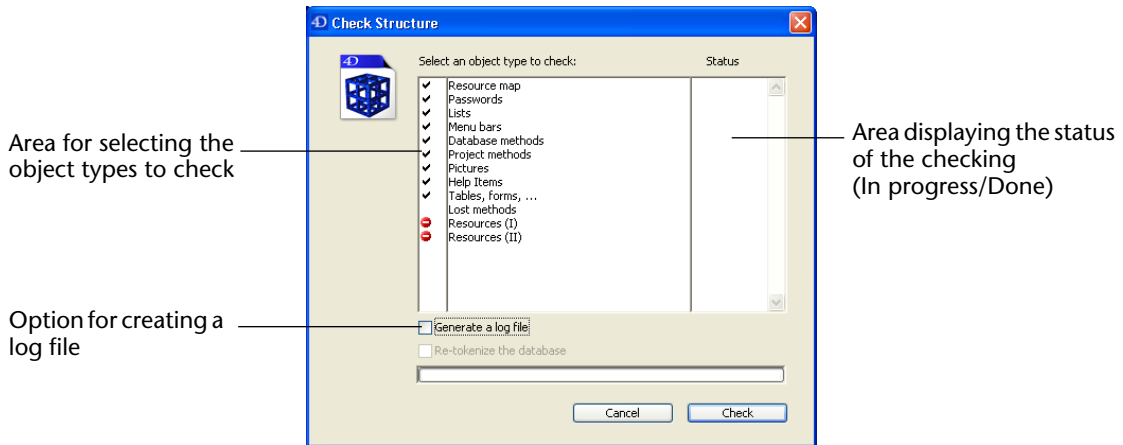 4D Check Structure
4D
Select an object type to check:
Status
Resource map
Passwords
Lists
Menu bars
Database methods
Project methods
Pictures
Help Items
Tables, forms, ...
Lost methods
Resources (I)
Resources (II)
Area for selecting the
object types to check
Area displaying the status
of the checking
(In progress/Done)
Option for creating a
log file
Generate a log file
Re-tokenize the database
Cancel
Check